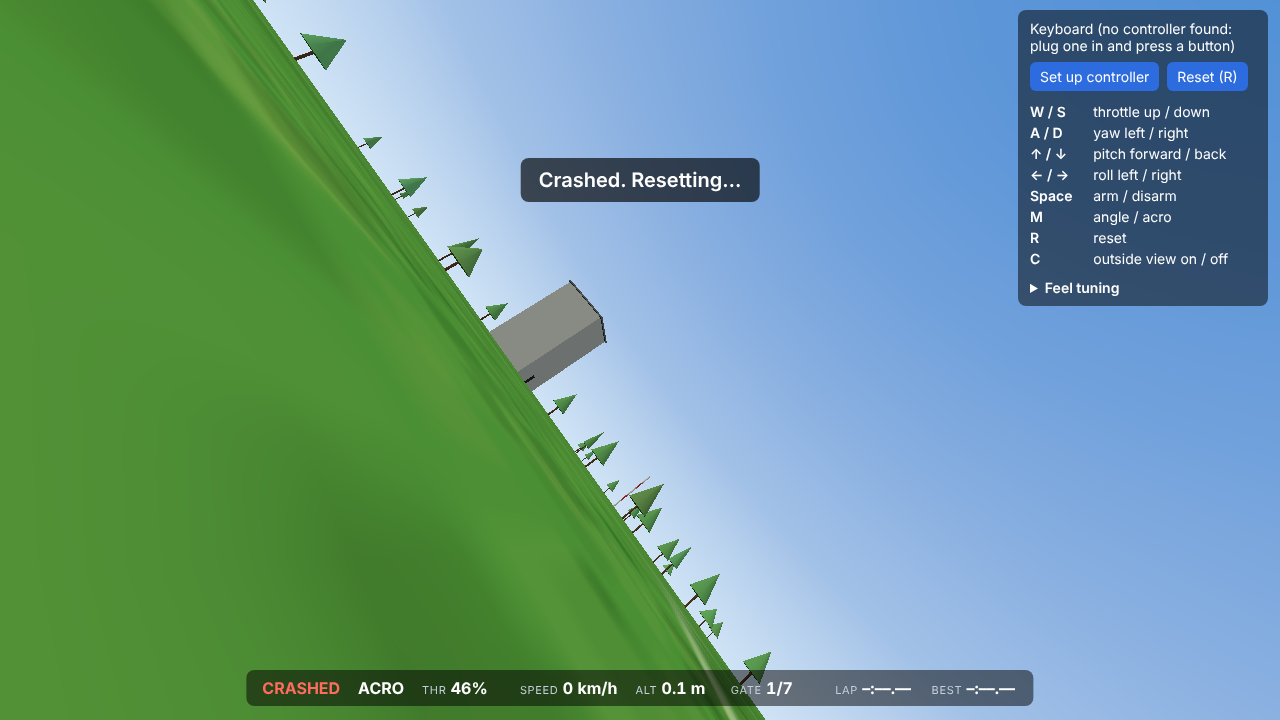 Keyboard (no controller found:
plug one in and press a button)
Set up controller Reset (R)
W / S throttle up / down
A / D yaw left / right
↑ / ↓ pitch forward / back
← / → roll left / right
Space arm / disarm
M angle / acro
R reset
C outside view on / off
▶ Feel tuning
Crashed. Resetting…
CRASHED ACRO THR 46% SPEED 0 km/h ALT 0.1 m GATE 1/7 LAP –:––.–– BEST –:––.––